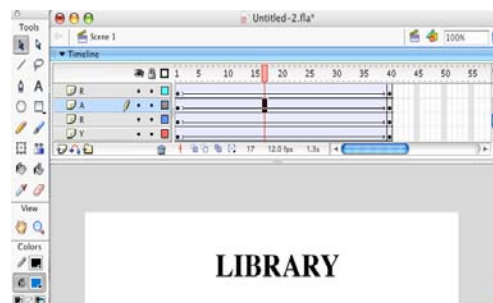 Tools
Untitled-2.fla*
Scene 1
100%
Timeline
1 5 10 15 20 25 30 35 40 45 50 55
R
A
R
Y
17 12.0 fps 1.3s
View
Colors
LIBRARY